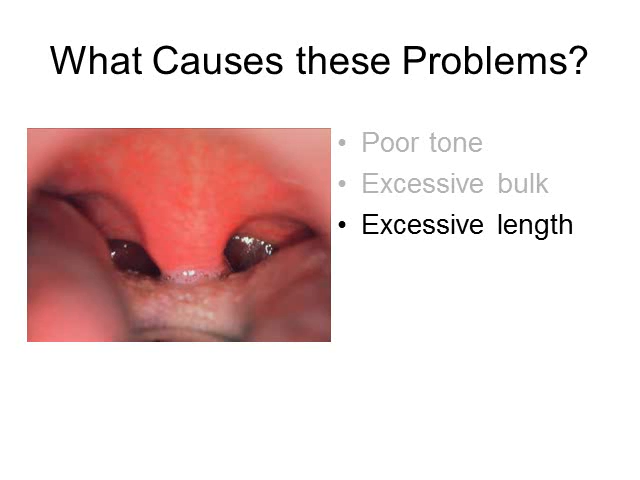 What Causes these Problems?
• Poor tone
• Excessive bulk
• Excessive length